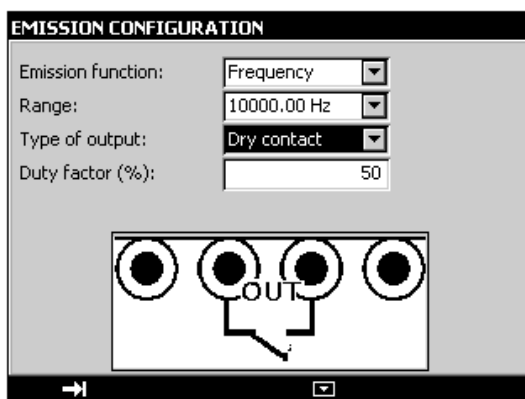 EMISSION CONFIGURATION
Emission function: Frequency
Range: 10000.00 Hz
Type of output: Dry contact
Duty factor (%): 50
OUT